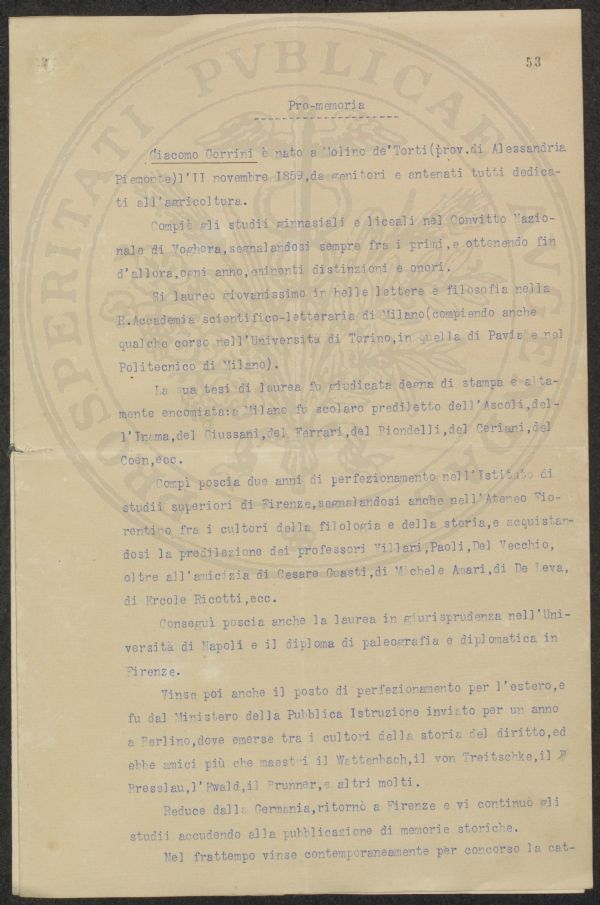 53
Pro-memoria
Giacomo Gorrini è nato a Molino de'Torti(prov.di Alessandria
Piemonte)l'II novembre 1859,da genitori e antenati tutti dedica-
ti all'agricoltura.
Compiè gli studii ginnasiali e liceali nel Convitto Nazio-
nale di Voghera,segnalandosi sempre fra i primi,e ottenendo fin
d'allora,ogni anno,eminenti distinzioni e onori.
Si laureo giovanissimo in belle lettere e filosofia nella
R.Accademia scientifico-letteraria di Milano(compiendo anche
qualche corso nell'Università di Torino,in quella di Pavia e nel
Politecnico di Milano).
La sua tesi di laurea fu giudicata degna di stampa e alta-
mente encomiata:a Milano fu scolaro prediletto dell'Ascoli,del-
l'Inama,del Giussani,del Ferrari,del Biondelli,del Ceriani,del
Coen,ecc.
Compì poscia due anni di perfezionamento nell'Istituto di
studii superiori di Firenze,segnalandosi anche nell'Ateneo Fio-
rentino fra i cultori della filologia e della storia,e acquistan-
dosi la predilezione dei professori Villari,Paoli,Del Vecchio,
oltre all'amicizia di Cesare Guasti,di Michele Amari,di De Leva,
di Ercole Ricotti,ecc.
Conseguì poscia anche la laurea in giurisprudenza nell'Uni-
versità di Napoli e il diploma di paleografia e diplomatica in
Firenze.
Vinse poi anche il posto di perfezionamento per l'estero,e
fu dal Ministero della Pubblica Istruzione inviato per un anno
a Berlino,dove emerse tra i cultori della storia del diritto,ed
ebbe amici più che maestri il Wattenbach,il von Treitschke,il
Bresslau,l'Ewald,il Brunner,e altri molti.
Reduce dalla Germania,ritornò a Firenze e vi continuò gli
studii accudendo alla pubblicazione di memorie storiche.
Nel frattempo vinse contemporaneamente per concorso la cat-
PROSPERITATI PVBLICAE AVGE